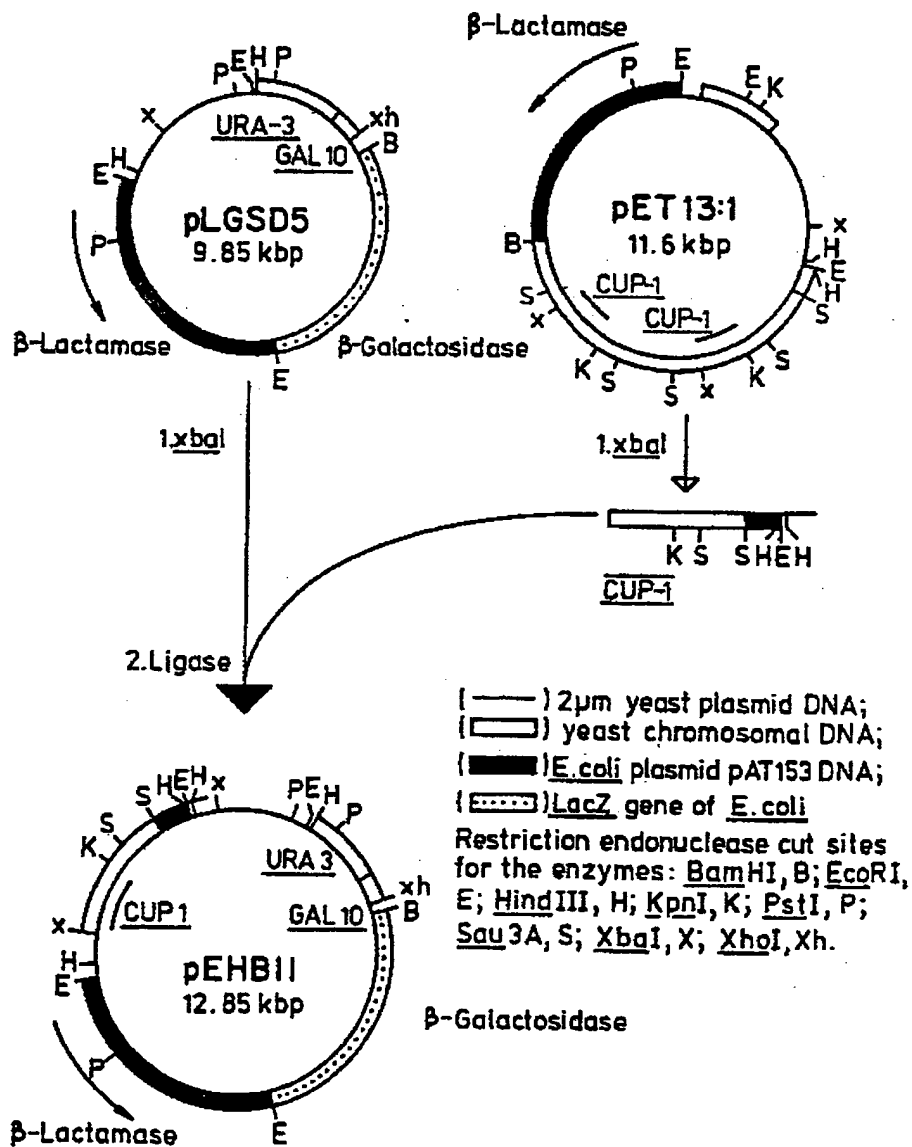 β-Lactamase
P E H P
x
xh
B
URA-3
GAL 10
H
E
P
pLGSD5
9.85 kbp
β-Lactamase
β-Galactosidase
E
β-Lactamase
P
E
E
K
pET13:1
11.6 kbp
B
x
H
E
H
S
CUP-1
CUP-1
S
x
K
S
S
x
K
S
1.xbaI
1.xbaI
K S S H E H
CUP-1
2.Ligase
(——) 2μm yeast plasmid DNA;
( ) yeast chromosomal DNA;
( ) E.coli plasmid pAT153 DNA;
( ) LacZ gene of E.coli
Restriction endonuclease cut sites
for the enzymes: BamHI, B; EcoRI,
E; HindIII, H; KpnI, K; PstI, P;
Sau3A, S; XbaI, X; XhoI, Xh.
K S S H E H x
P E H P
URA 3
xh
B
GAL 10
CUP 1
x
H
E
pEHB11
12.85 kbp
β-Galactosidase
P
β-Lactamase
E